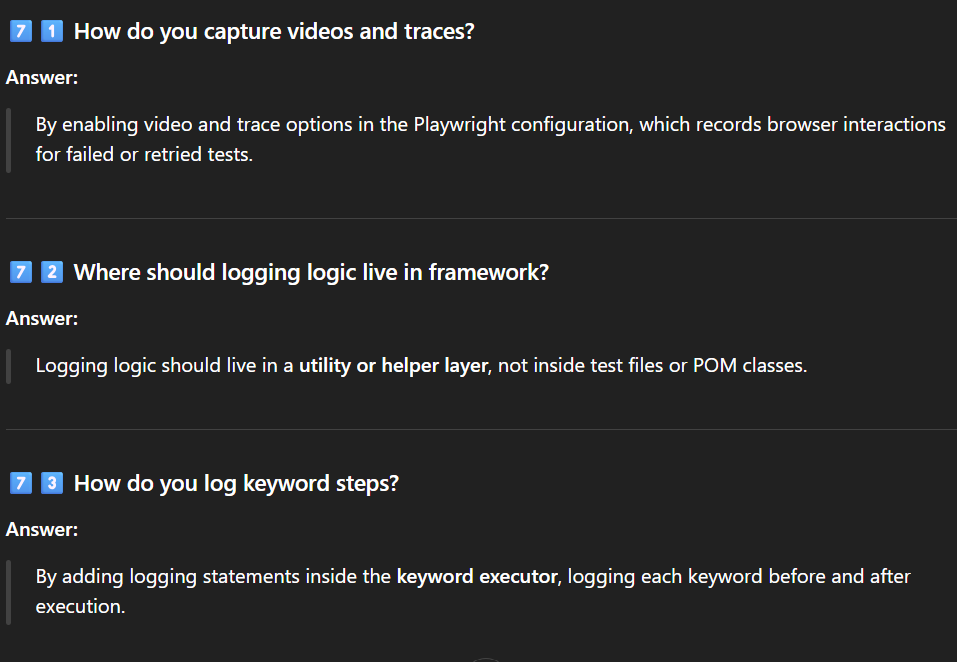 7️⃣ 1️⃣ How do you capture videos and traces?
Answer:
By enabling video and trace options in the Playwright configuration, which records browser interactions
for failed or retried tests.
7️⃣ 2️⃣ Where should logging logic live in framework?
Answer:
Logging logic should live in a utility or helper layer, not inside test files or POM classes.
7️⃣ 3️⃣ How do you log keyword steps?
Answer:
By adding logging statements inside the keyword executor, logging each keyword before and after
execution.